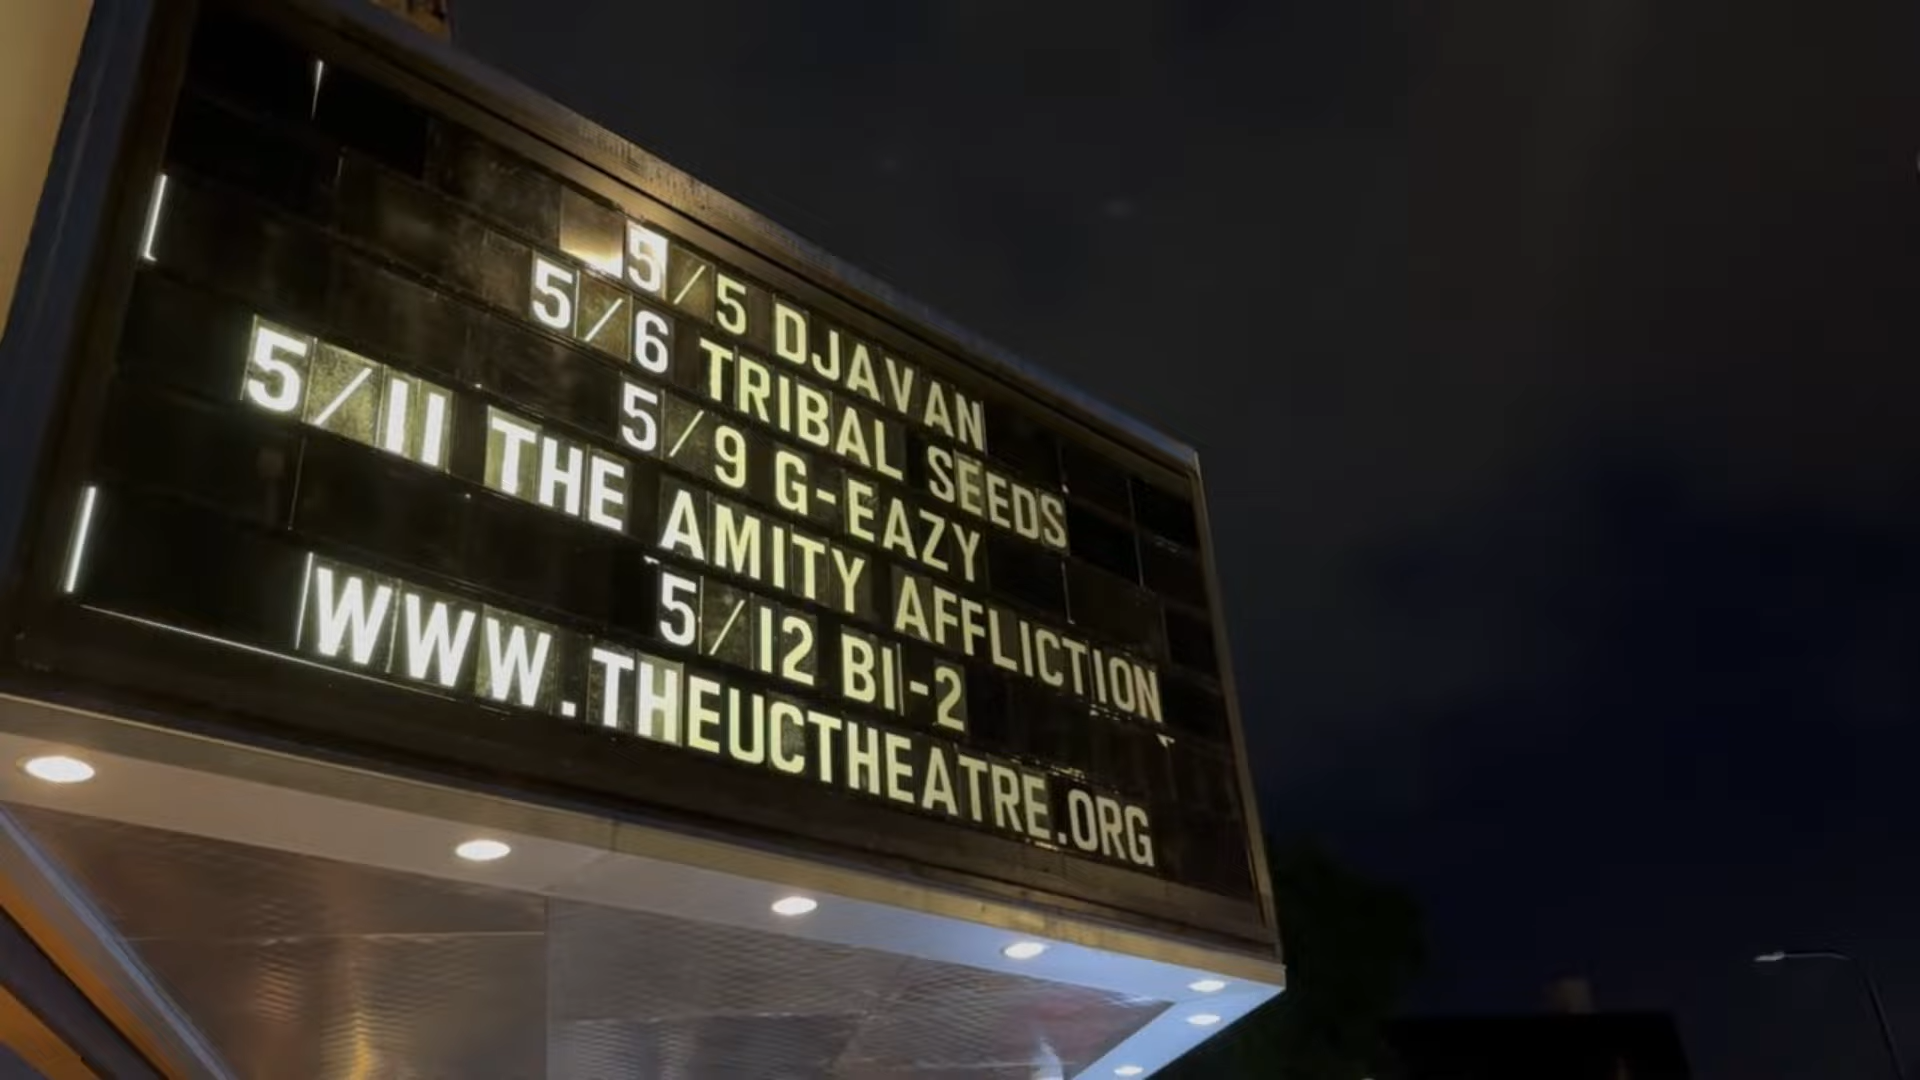 5/5 DJAVAN
5/6 TRIBAL SEEDS
5/9 G-EAZY
5/11 THE AMITY AFFLICTION
5/12 BI-2
WWW.THEUCTHEATRE.ORG